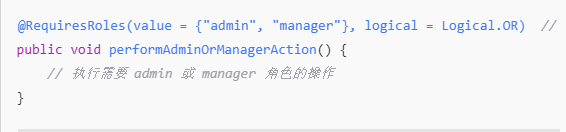 @RequiresRoles(value = {"admin", "manager"}, logical = Logical.OR)  //
public void performAdminOrManagerAction() {
    // 执行需要 admin 或 manager 角色的操作
}